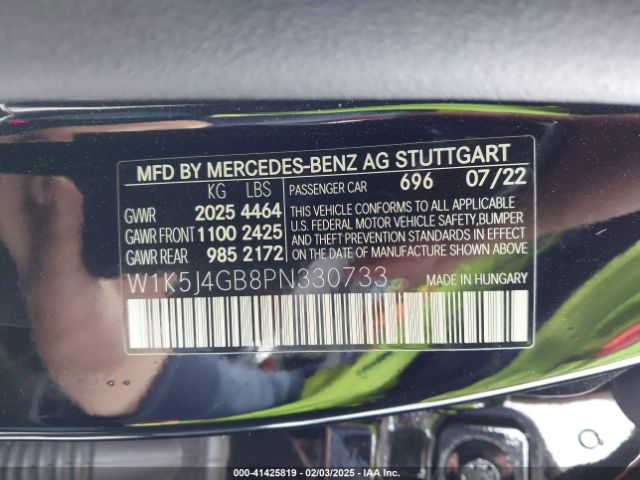 MFD BY MERCEDES-BENZ AG STUTTGART
KG LBS
PASSENGER CAR 696 07/22
GVWR 2025 4464
GAWR FRONT 1100 2425
GAWR REAR 985 2172
THIS VEHICLE CONFORMS TO ALL APPLICABLE
U.S. FEDERAL MOTOR VEHICLE SAFETY,BUMPER
AND THEFT PREVENTION STANDARDS IN EFFECT
ON THE DATE OF MANUFACTURE SHOWN ABOVE.
W1K5J4GB8PN330733
MADE IN HUNGARY
000-41425819 - 02/03/2025 - IAA Inc.